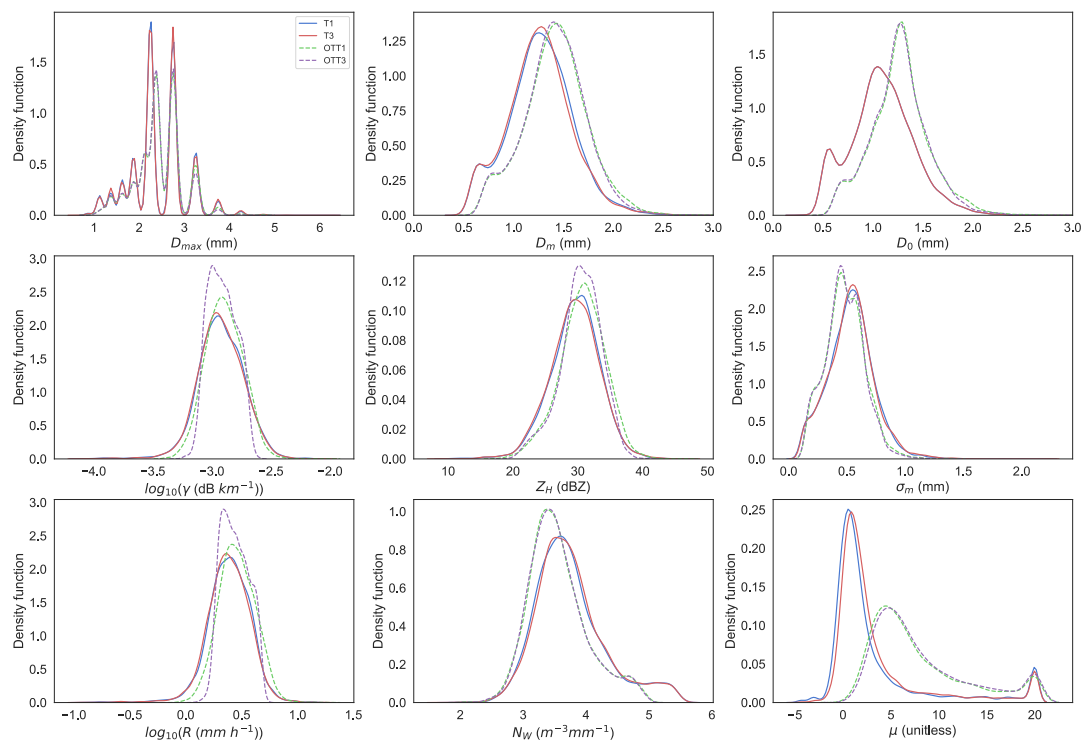 Density function
1.5
1.0
0.5
0.0
1 2 3 4 5 6
D_max (mm)
T1
T3
OTT1
OTT3
Density function
1.25
1.00
0.75
0.50
0.25
0.00
0.0 0.5 1.0 1.5 2.0 2.5 3.0
D_m (mm)
Density function
2.0
1.5
1.0
0.5
0.0
0.0 0.5 1.0 1.5 2.0 2.5 3.0
D_0 (mm)
Density function
3.0
2.5
2.0
1.5
1.0
0.5
0.0
−4.0 −3.5 −3.0 −2.5 −2.0
log_10(γ (dB km^−1))
Density function
0.12
0.10
0.08
0.06
0.04
0.02
0.00
10 20 30 40 50
Z_H (dBZ)
Density function
2.5
2.0
1.5
1.0
0.5
0.0
0.0 0.5 1.0 1.5 2.0
σ_m (mm)
Density function
3.0
2.5
2.0
1.5
1.0
0.5
0.0
−1.0 −0.5 0.0 0.5 1.0 1.5
log_10(R (mm h^−1))
Density function
1.0
0.8
0.6
0.4
0.2
0.0
2 3 4 5 6
N_W (m^−3mm^−1)
Density function
0.25
0.20
0.15
0.10
0.05
0.00
−5 0 5 10 15 20
μ (unitless)